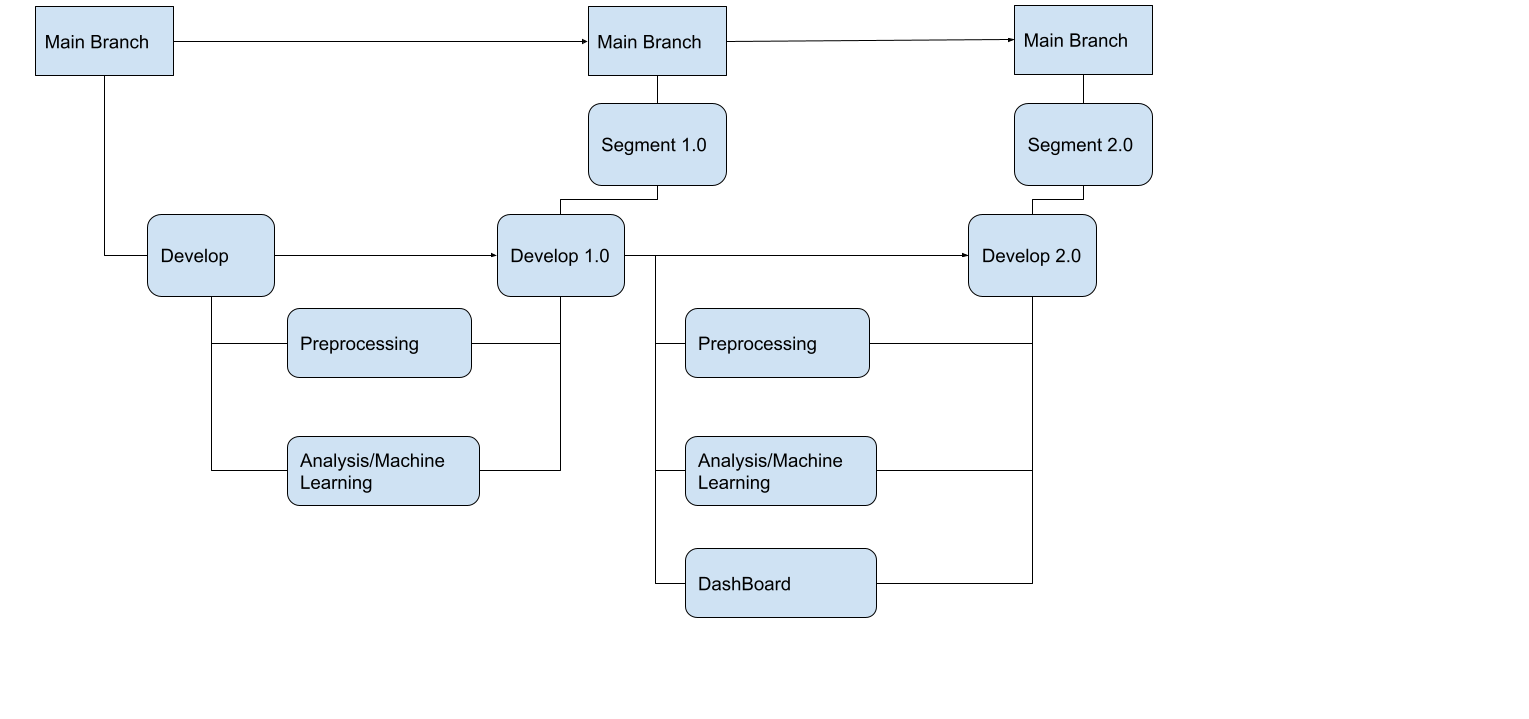 Main Branch
Main Branch
Main Branch
Segment 1.0
Segment 2.0
Develop
Develop 1.0
Develop 2.0
Preprocessing
Preprocessing
Analysis/Machine
Learning
Analysis/Machine
Learning
DashBoard